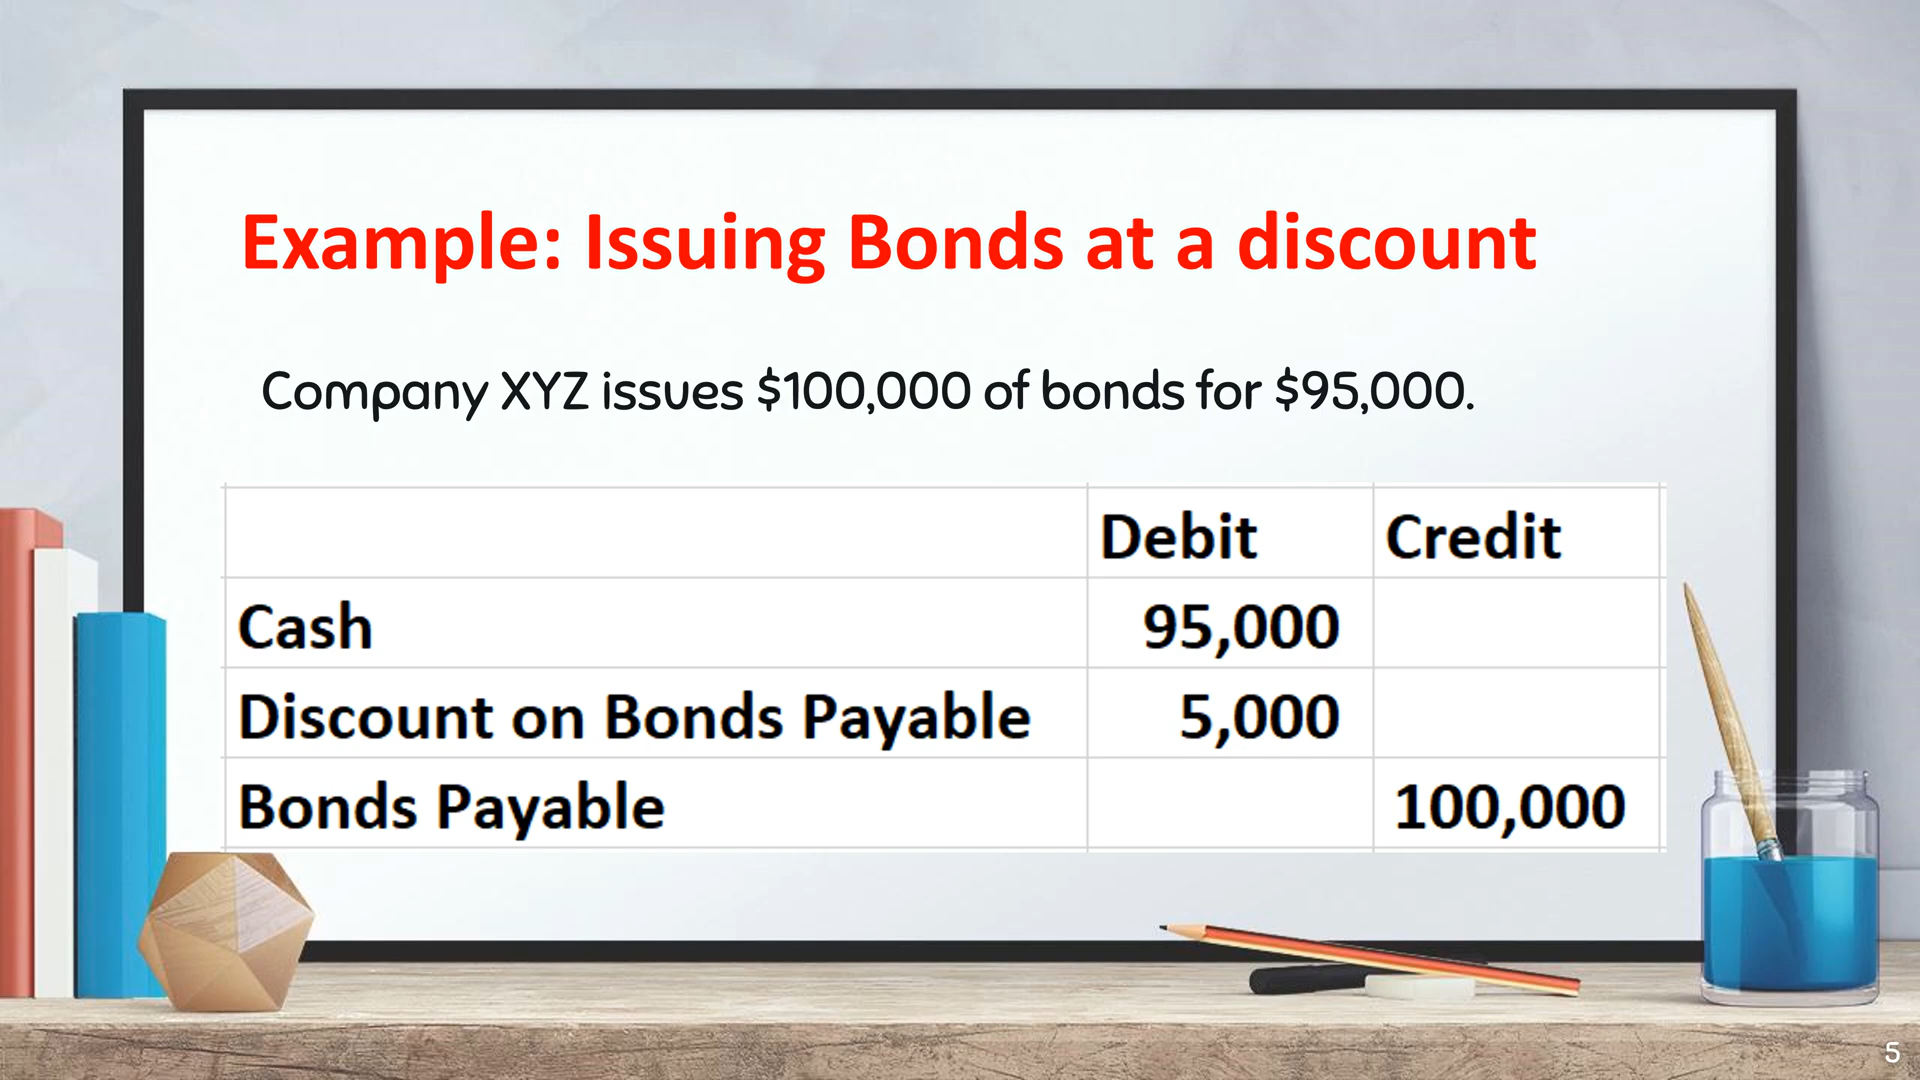 Example: Issuing Bonds at a discount
Company XYZ issues $100,000 of bonds for $95,000.
Debit Credit
Cash 95,000
Discount on Bonds Payable 5,000
Bonds Payable 100,000
5